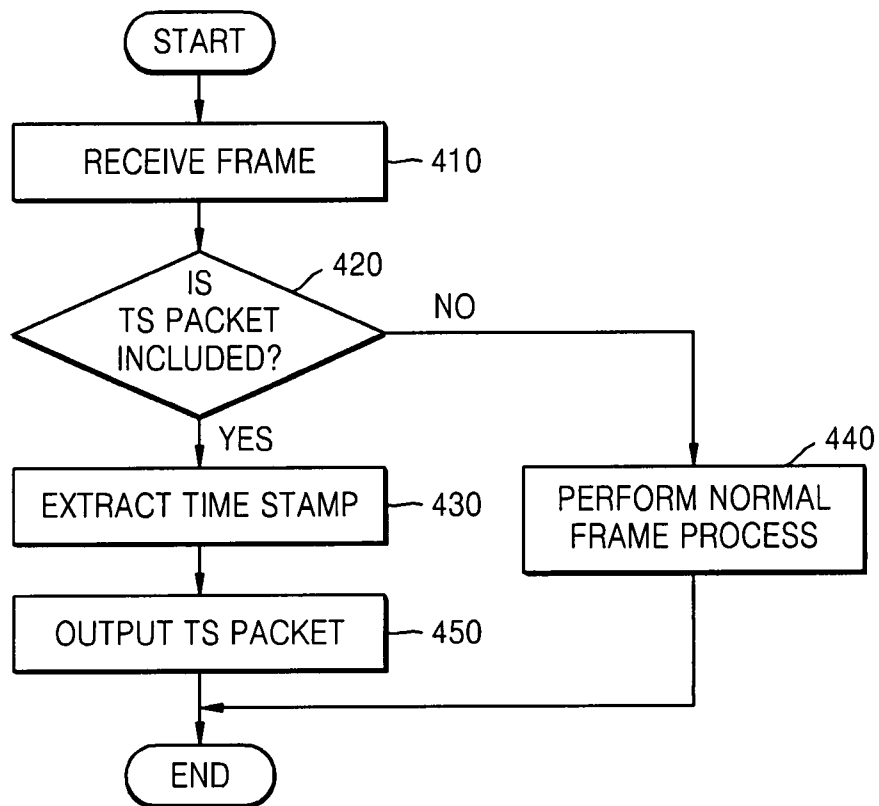 START
RECEIVE FRAME
410
420
IS
TS PACKET
INCLUDED?
NO
YES
440
EXTRACT TIME STAMP
430
PERFORM NORMAL
FRAME PROCESS
OUTPUT TS PACKET
450
END